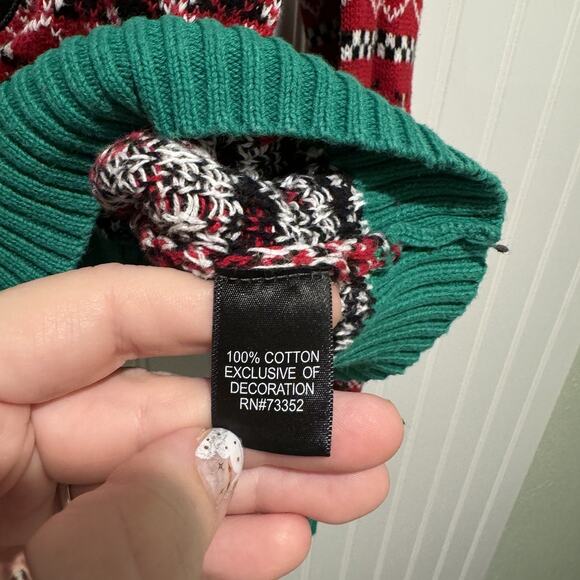 100% COTTON
EXCLUSIVE OF
DECORATION
RN#73352